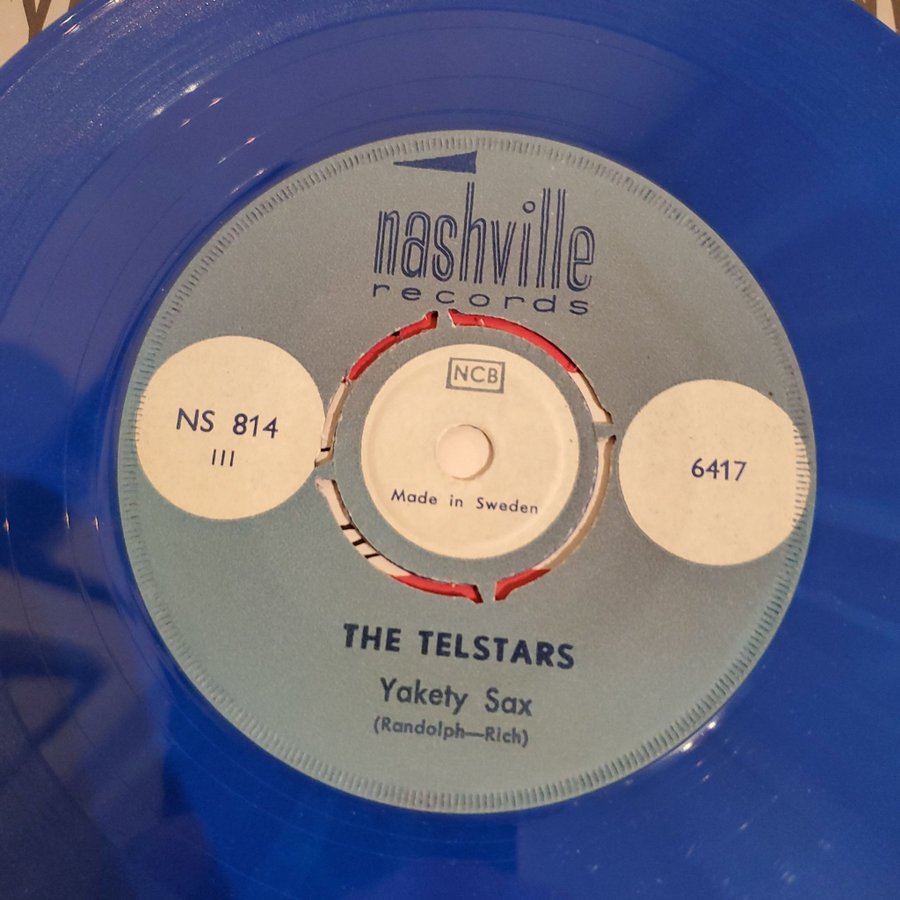 nashville
records
NCB
NS 814
III
6417
Made in Sweden
THE TELSTARS
Yakety Sax
(Randolph—Rich)